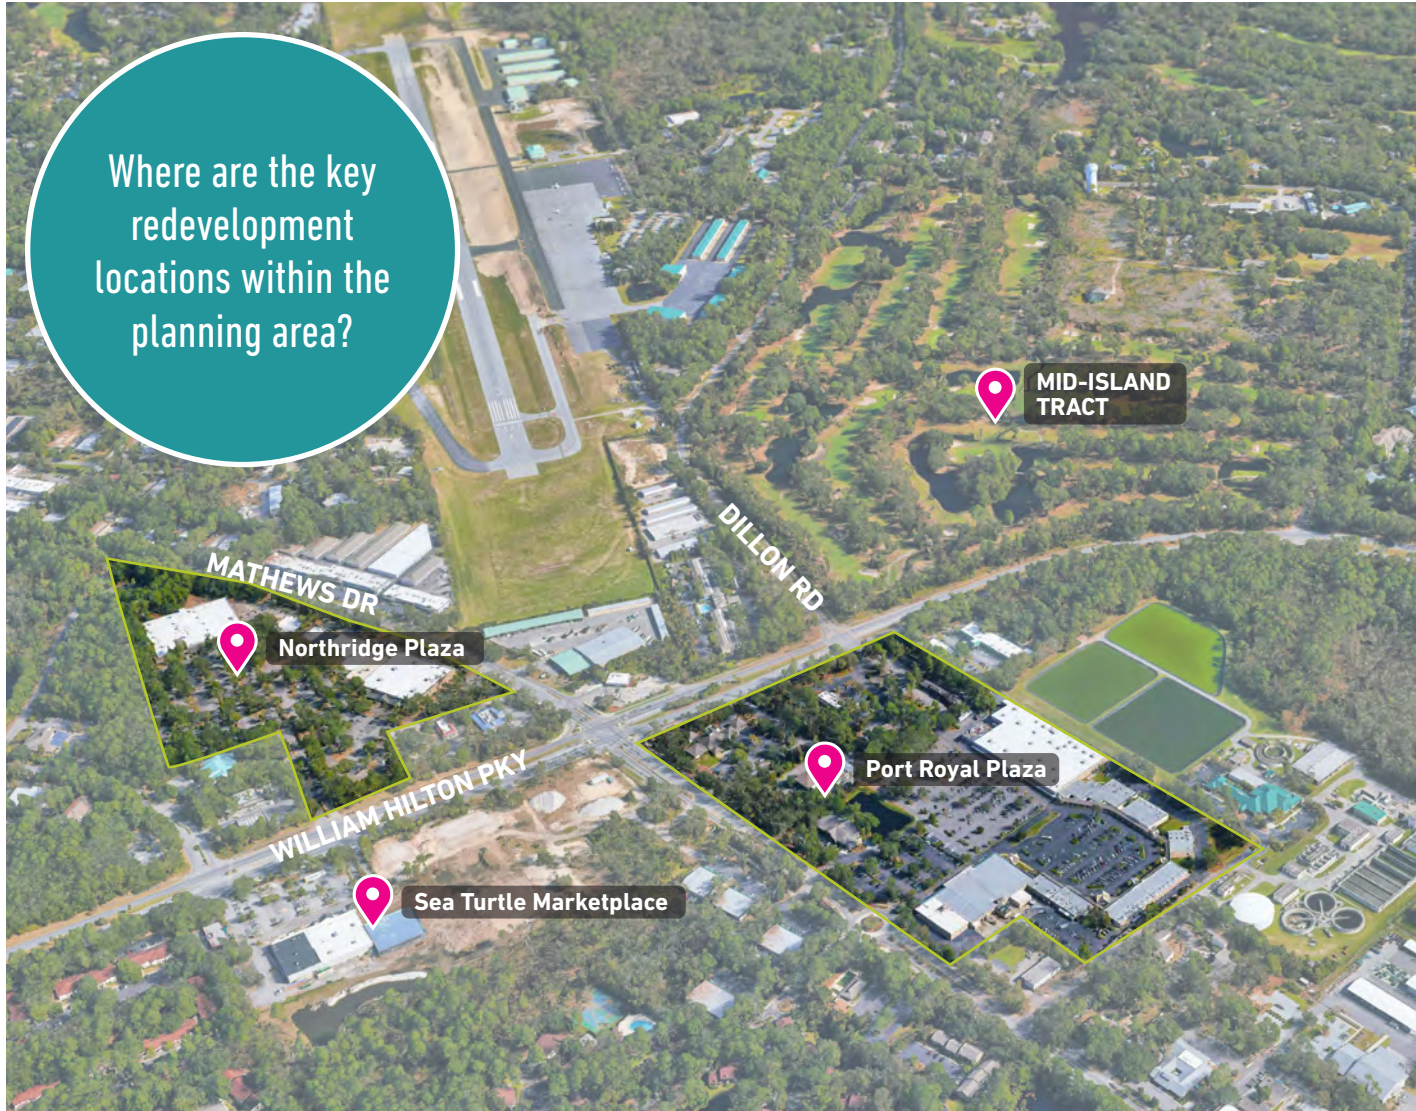 Where are the key
redevelopment
locations within the
planning area?
MID-ISLAND
TRACT
DILLON RD
MATHEWS DR
Northridge Plaza
Port Royal Plaza
WILLIAM HILTON PKY
Sea Turtle Marketplace